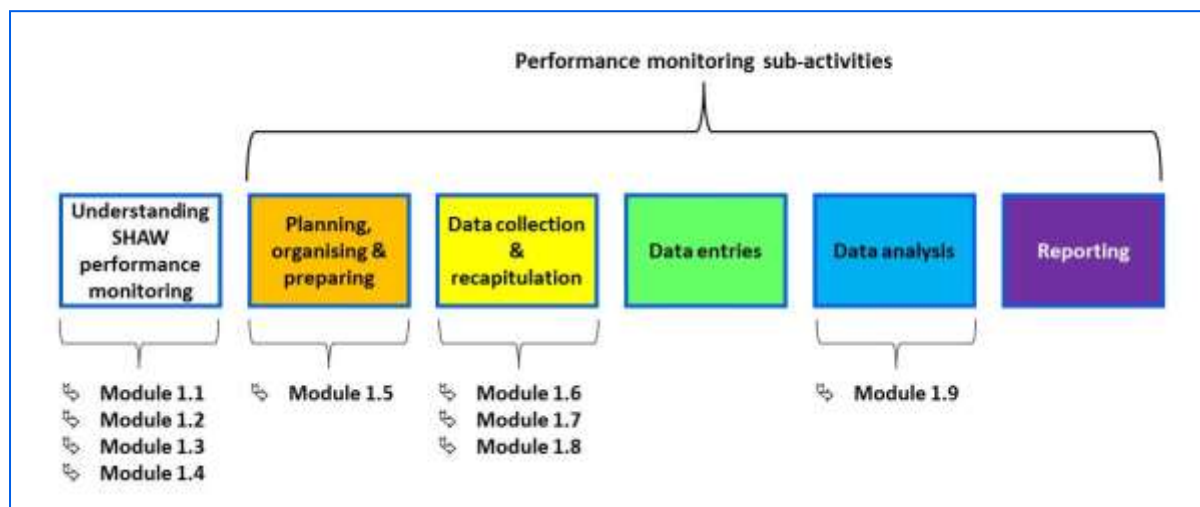 Performance monitoring sub-activities
Understanding
SHAW
performance
monitoring
Planning,
organising &
preparing
Data collection
&
recapitulation
Data entries
Data analysis
Reporting
Module 1.1
Module 1.2
Module 1.3
Module 1.4
Module 1.5
Module 1.6
Module 1.7
Module 1.8
Module 1.9